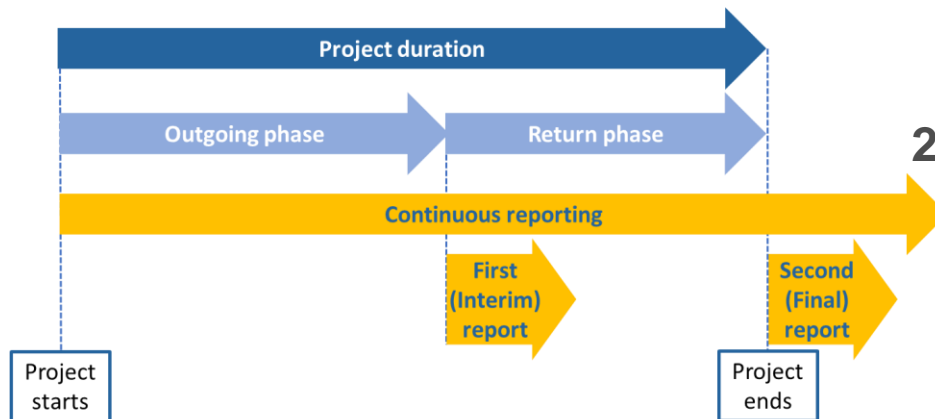 Project duration
Outgoing phase
Return phase
2
Continuous reporting
First
(Interim)
report
Second
(Final)
report
Project
starts
Project
ends